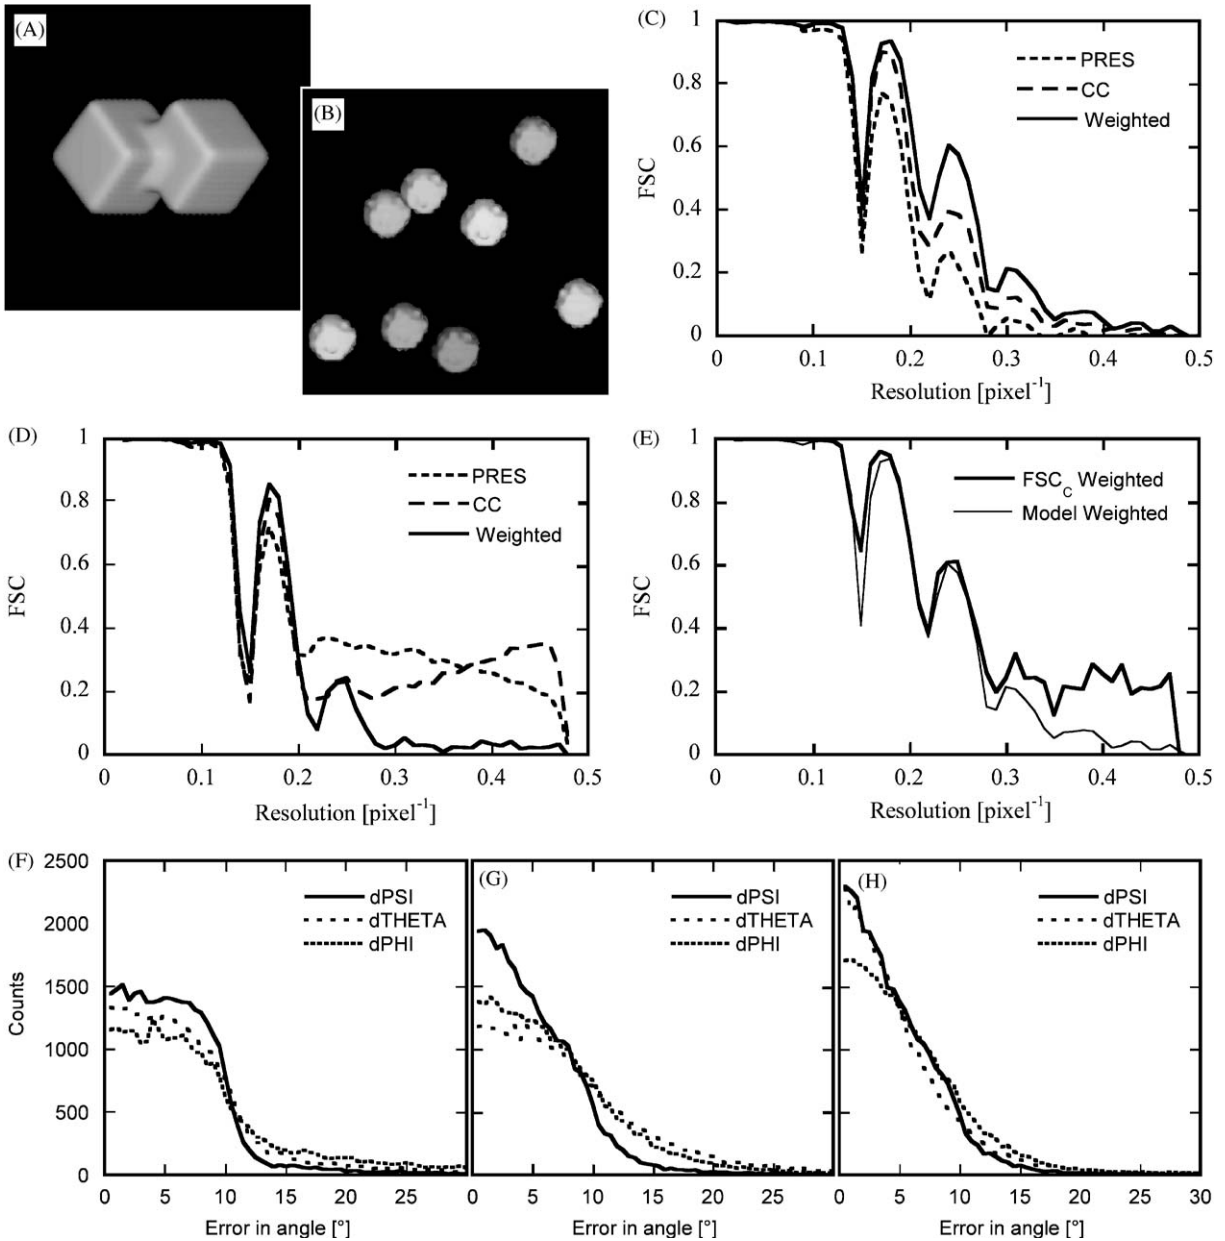 (A)
(B)
(C)
1
0.8
0.6
0.4
0.2
0
FSC
PRES
CC
Weighted
0 0.1 0.2 0.3 0.4 0.5
Resolution [pixel⁻¹]
(D)
1
0.8
0.6
0.4
0.2
0
FSC
PRES
CC
Weighted
0 0.1 0.2 0.3 0.4 0.5
Resolution [pixel⁻¹]
(E)
1
0.8
0.6
0.4
0.2
0
FSC
FSC_C Weighted
Model Weighted
0 0.1 0.2 0.3 0.4 0.5
Resolution [pixel⁻¹]
(F)
2500
2000
1500
1000
500
0
Counts
dPSI
dTHETA
dPHI
0 5 10 15 20 25
Error in angle [°]
(G)
dPSI
dTHETA
dPHI
0 5 10 15 20 25
Error in angle [°]
(H)
dPSI
dTHETA
dPHI
0 5 10 15 20 25 30
Error in angle [°]